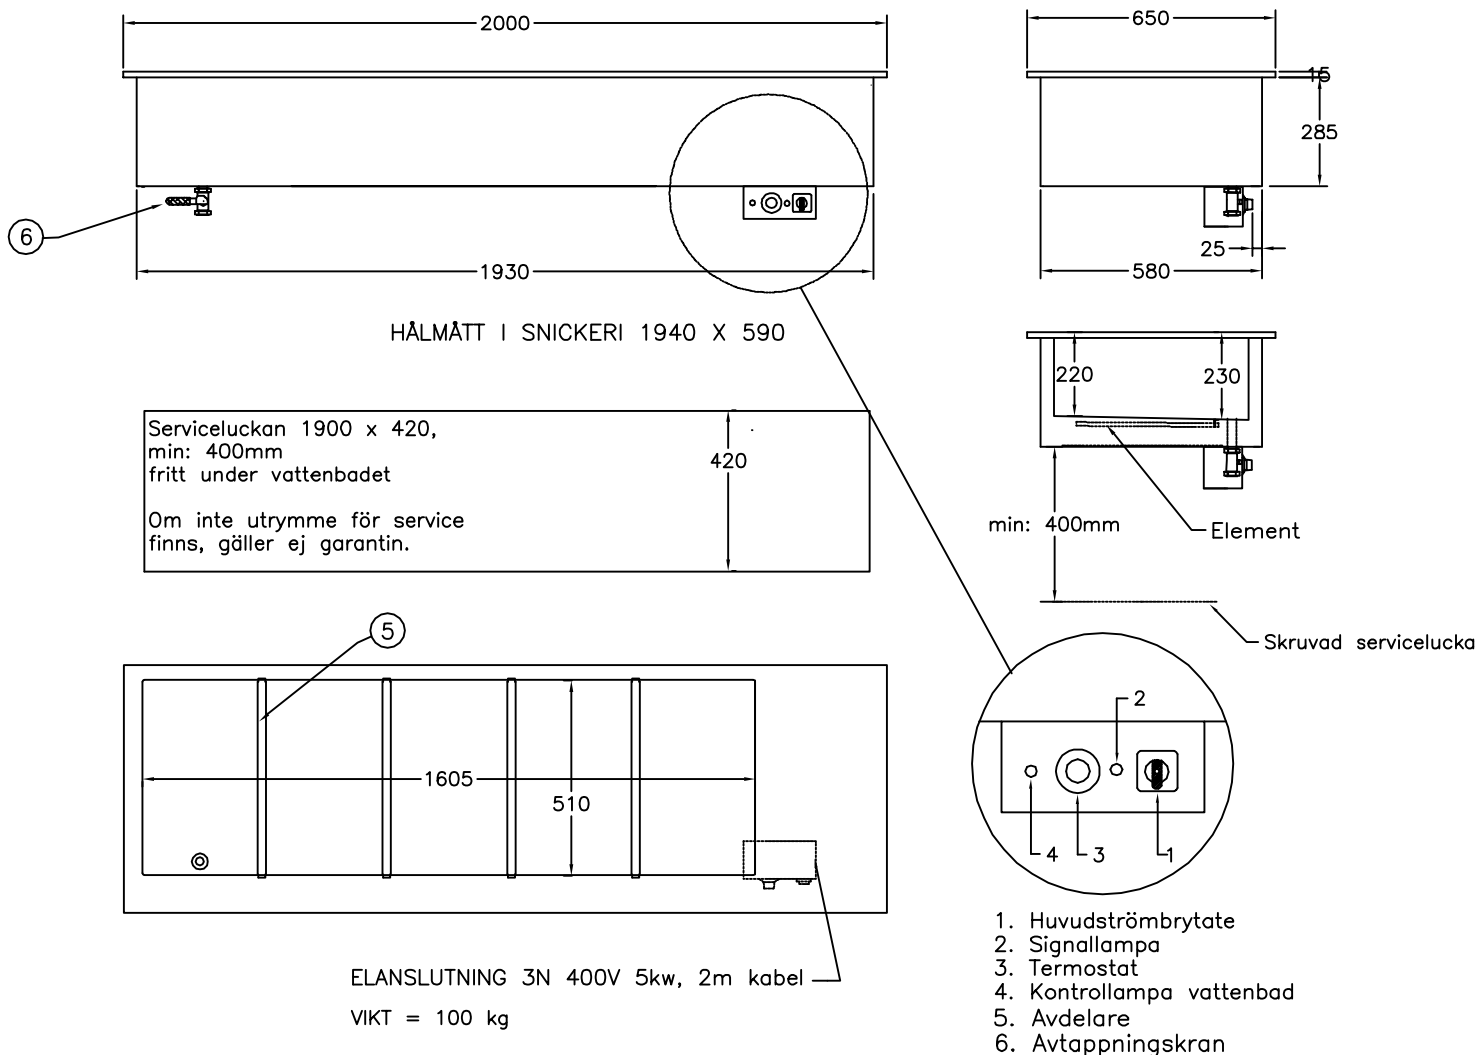 2000
650
15
285
6
25
1930
580
HÅLMÅTT I SNICKERI 1940 X 590
220
230
Serviceluckan 1900 x 420,
min: 400mm
fritt under vattenbadet
Om inte utrymme för service
finns, gäller ej garantin.
420
min: 400mm
Element
Skruvad servicelucka
5
1605
510
2
4
3
1
ELANSLUTNING 3N 400V 5kw, 2m kabel
VIKT = 100 kg
1. Huvudströmbrytate
2. Signallampa
3. Termostat
4. Kontrollampa vattenbad
5. Avdelare
6. Avtappningskran